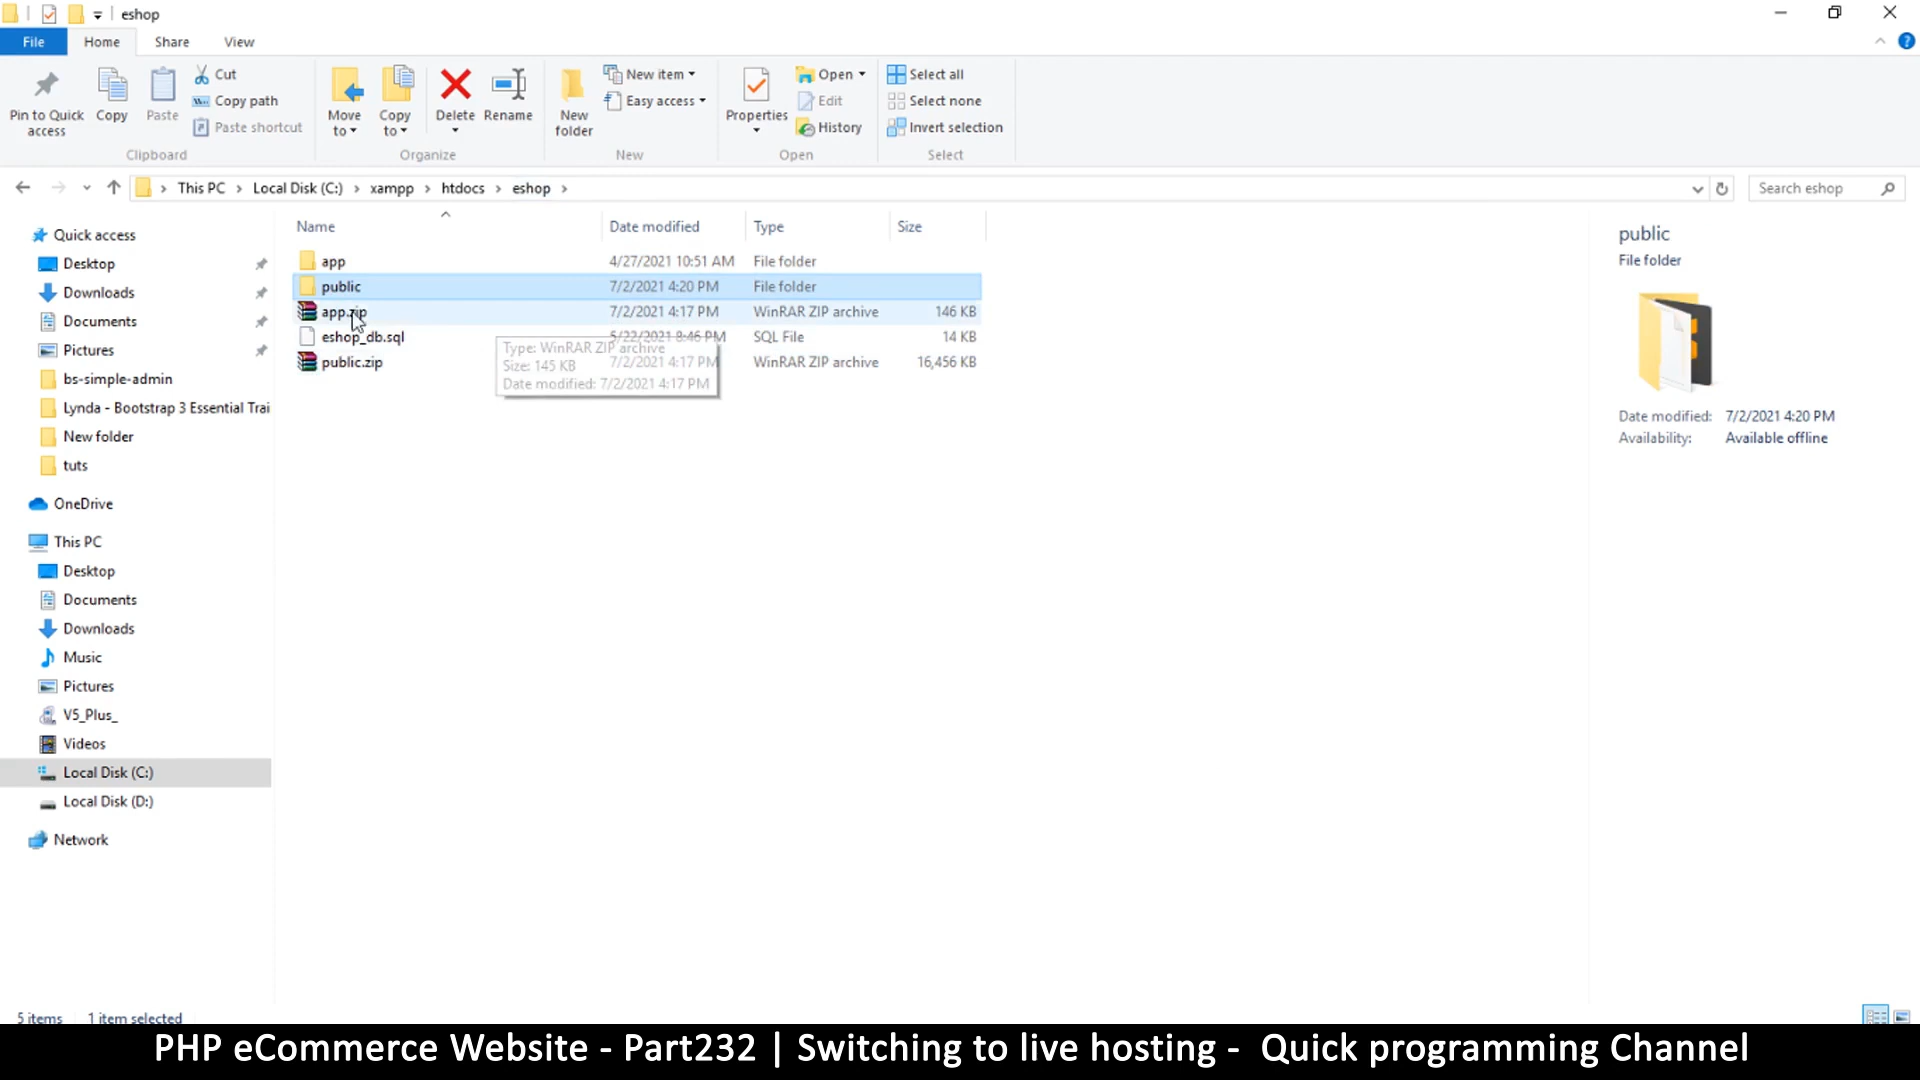 eshop
File Home Share View
Pin to Quick access
Copy
Paste
Cut
Copy path
Paste shortcut
Clipboard
Move to
Copy to
Delete
Rename
Organize
New folder
New item
Easy access
New
Properties
Open
Edit
History
Open
Select all
Select none
Invert selection
Select
This PC > Local Disk (C:) > xampp > htdocs > eshop >
Search eshop
Quick access
Desktop
Downloads
Documents
Pictures
bs-simple-admin
Lynda - Bootstrap 3 Essential Trai
New folder
tuts
OneDrive
This PC
Desktop
Documents
Downloads
Music
Pictures
V5_Plus_
Videos
Local Disk (C:)
Local Disk (D:)
Network
Name Date modified Type Size
app 4/27/2021 10:51 AM File folder
public 7/2/2021 4:20 PM File folder
app.zip 7/2/2021 4:17 PM WinRAR ZIP archive 146 KB
eshop_db.sql 5/22/2021 8:46 PM SQL File 14 KB
public.zip 7/2/2021 4:17 PM WinRAR ZIP archive 16,456 KB
Type: WinRAR ZIP archive
Size: 145 KB
Date modified: 7/2/2021 4:17 PM
public
File folder
Date modified: 7/2/2021 4:20 PM
Availability: Available offline
5 items 1 item selected
PHP eCommerce Website - Part232 | Switching to live hosting - Quick programming Channel